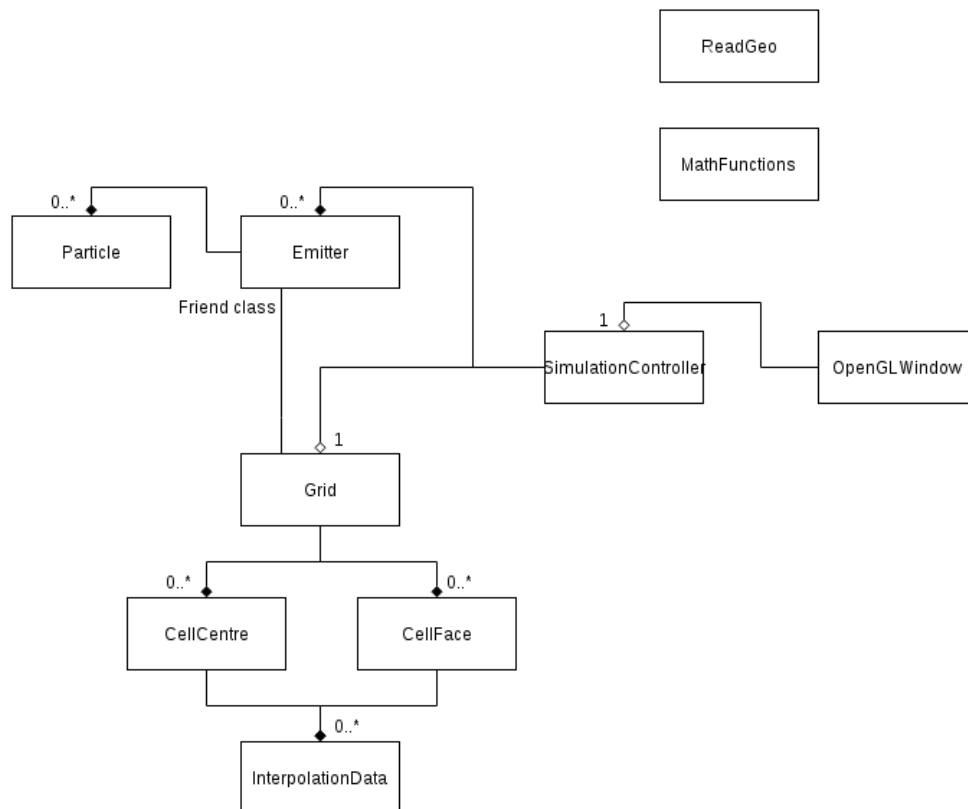 ReadGeo
MathFunctions
0..*
0..*
Particle
Emitter
Friend class
1
SimulationController
OpenGLWindow
1
Grid
0..*
0..*
CellCentre
CellFace
0..*
InterpolationData